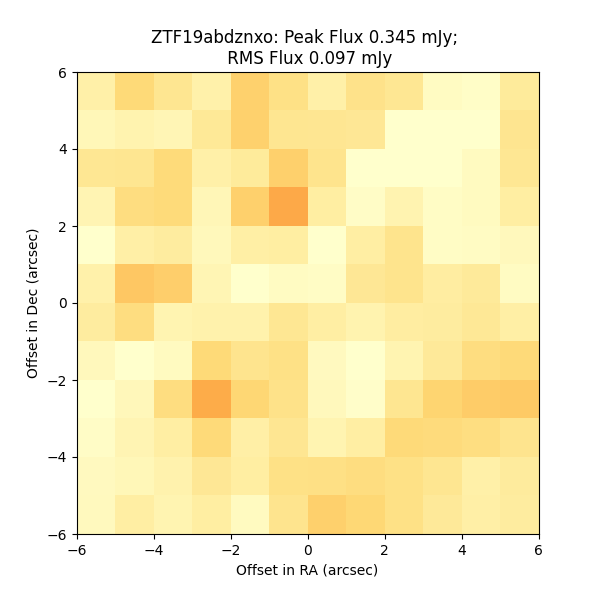 ZTF19abdznxo: Peak Flux 0.345 mJy;
RMS Flux 0.097 mJy
6
4
2
0
−2
−4
−6
Offset in Dec (arcsec)
−6 −4 −2 0 2 4 6
Offset in RA (arcsec)